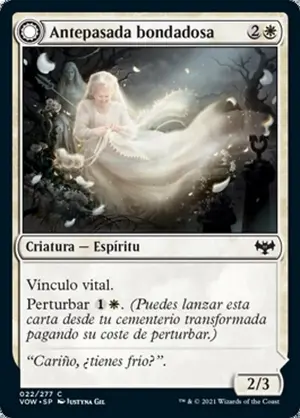 Antepasada bondadosa 2
Criatura — Espíritu
Vínculo vital.
Perturbar 1 . (Puedes lanzar esta
carta desde tu cementerio transformada
pagando su coste de perturbar.)
“Cariño, ¿tienes frío?”.
2/3
022/277 C
VOW • SP Justyna Gil
™ & © 2021 Wizards of the Coast